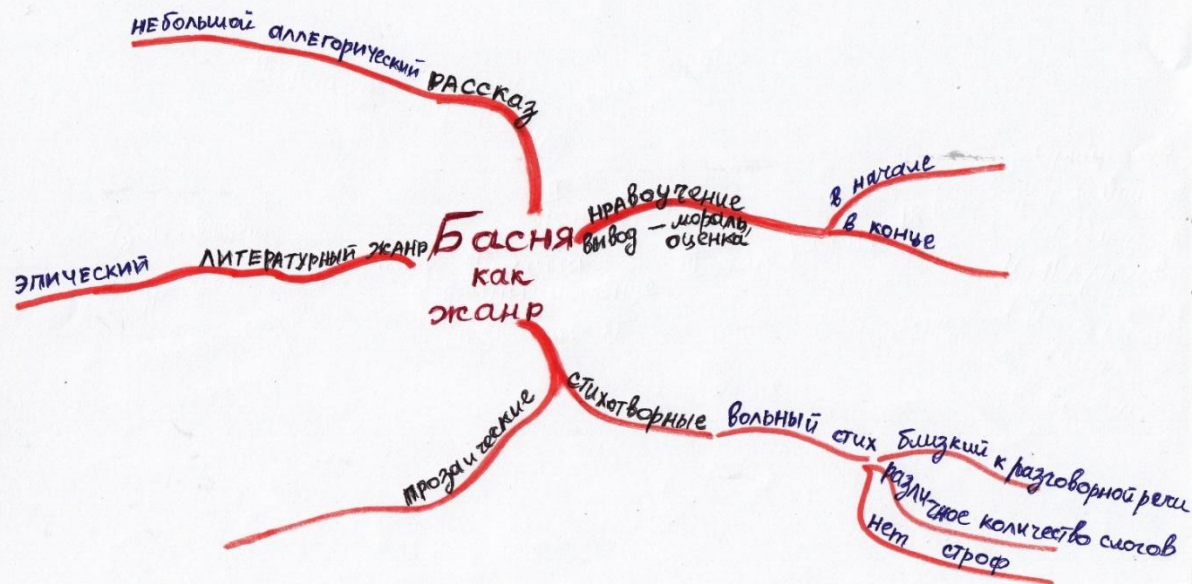 небольшой аллегорический рассказ
Басня
как
жанр
нравоучение
вывод – мораль,
оценка
в начале
в конце
эпический литературный жанр
прозаические
стихотворные
вольный стих
близкий к разговорной речи
различное количество слогов
нет строф